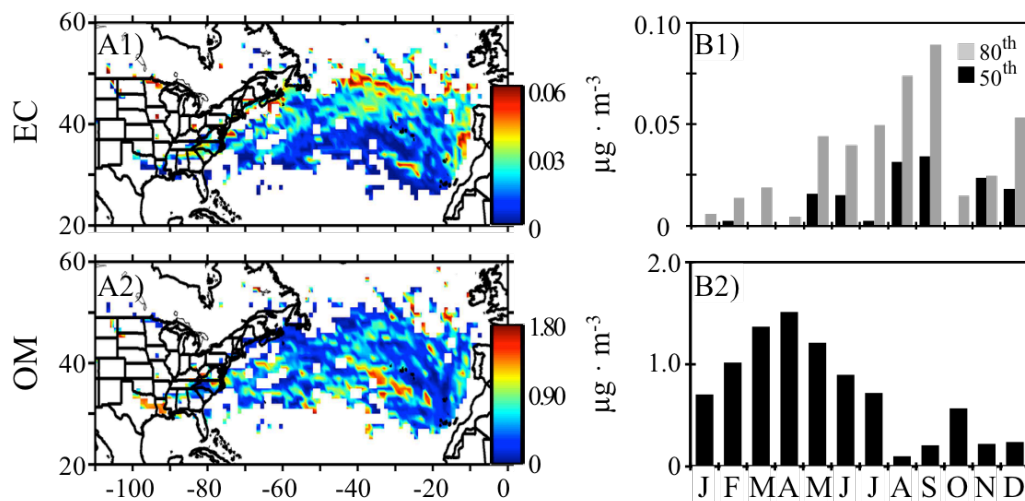 60
A1)
EC
40
20
0.06
0.03
0
B1)
80th
50th
0.10
0.05
0
µg · m-3
60
A2)
OM
40
20
1.80
0.90
0
-100 -80 -60 -40 -20 0
B2)
2.0
1.0
0
µg · m-3
J F M A M J J A S O N D